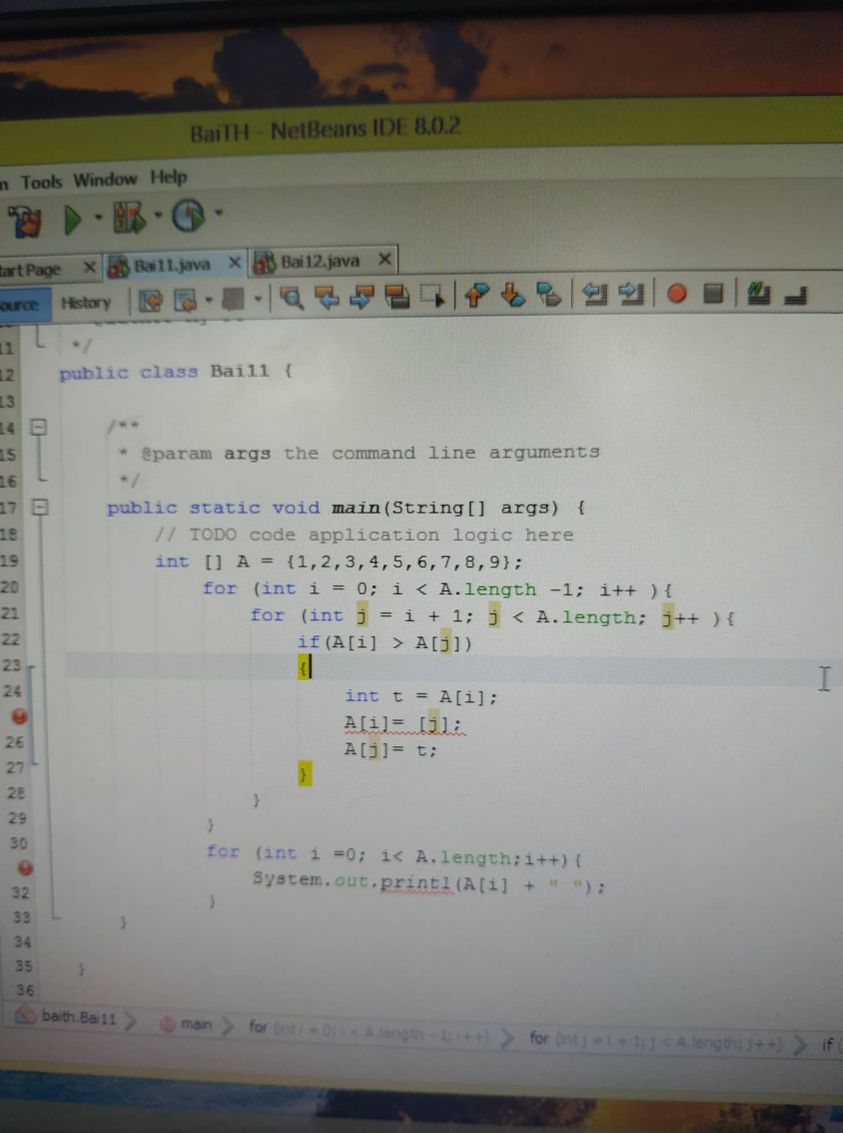 BaiTH - NetBeans IDE 8.0.2
n Tools Window Help
tart Page Bai11.java Bai12.java
ource History
11 */
12 public class Bai11 {
13
14 /**
15 * @param args the command line arguments
16 */
17 public static void main(String[] args) {
18 // TODO code application logic here
19 int [] A = {1,2,3,4,5,6,7,8,9};
20 for (int i = 0; i < A.length -1; i++ ){
21 for (int j = i + 1; j < A.length; j++ ){
22 if(A[i] > A[j])
23 {
24 int t = A[i];
A[i]= [j];
26 A[j]= t;
27 }
28 }
29 }
30 for (int i =0; i< A.length;i++){
System.out.printl(A[i] + " ");
32 }
33 }
34
35 }
36
baith.Bai11 main for (int i = 0; i < A.length - 1; i++) for (int j = i + 1; j < A.length; j++) if (